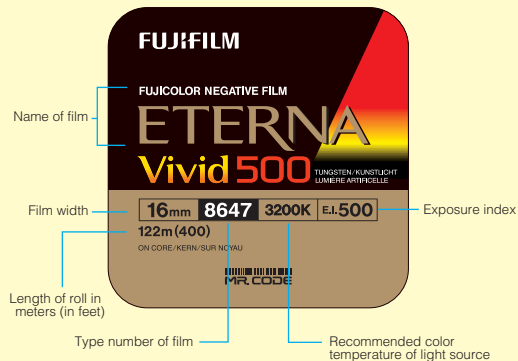 FUJIFILM
FUJICOLOR NEGATIVE FILM
Name of film
ETERNA
Vivid 500
TUNGSTEN/KUNSTLICHT
LUMIERE ARTIFICELLE
Film width
16mm 8647 3200K E.I. 500
Exposure index
122m (400)
ON CORE/KERN/SUR NOYAU
MR. CODE
Length of roll in
meters (in feet)
Type number of film
Recommended color
temperature of light source